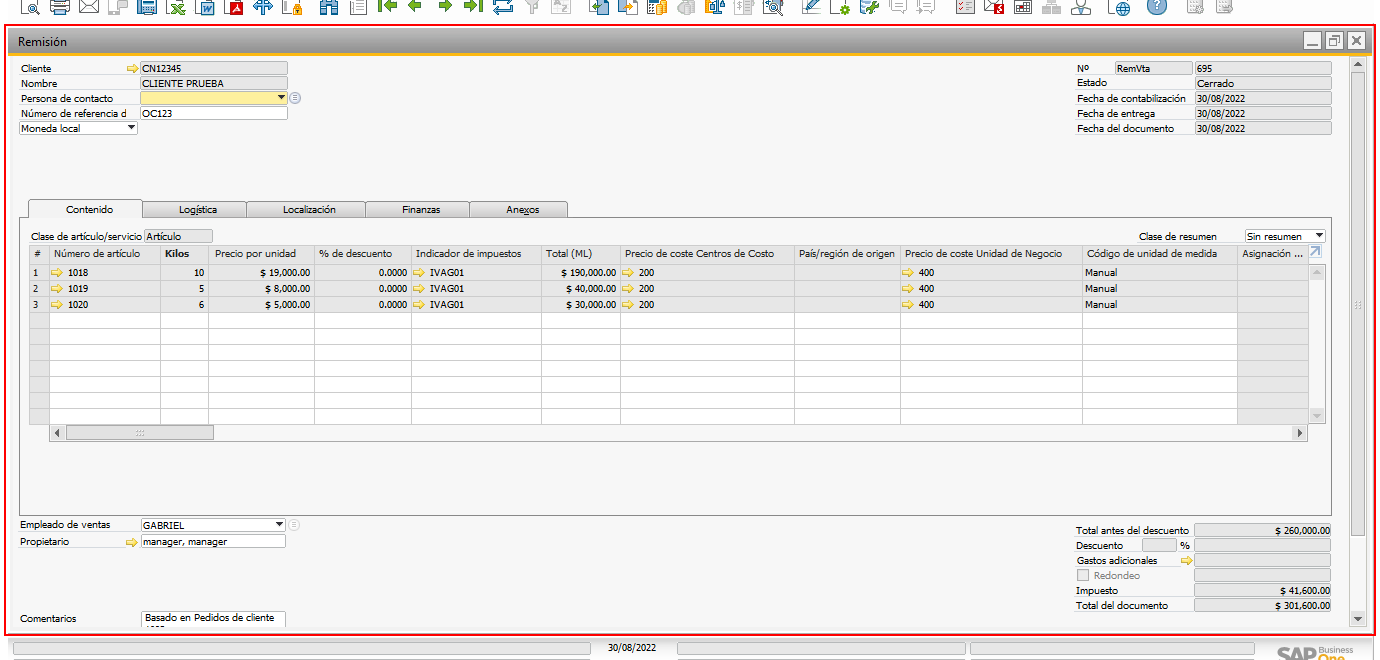 Remisión
Cliente CN12345
Nombre CLIENTE PRUEBA
Persona de contacto
Número de referencia d OC123
Moneda local
Nº RemVta 695
Estado Cerrado
Fecha de contabilización 30/08/2022
Fecha de entrega 30/08/2022
Fecha del documento 30/08/2022
Contenido Logística Localización Finanzas Anexos
Clase de artículo/servicio Artículo Clase de resumen Sin resumen
# Número de artículo Kilos Precio por unidad % de descuento Indicador de impuestos Total (ML) Precio de coste Centros de Costo País/región de origen Precio de coste Unidad de Negocio Código de unidad de medida Asignación ...
1 1018 10 $ 19,000.00 0.0000 IVAG01 $ 190,000.00 200 400 Manual
2 1019 5 $ 8,000.00 0.0000 IVAG01 $ 40,000.00 200 400 Manual
3 1020 6 $ 5,000.00 0.0000 IVAG01 $ 30,000.00 200 400 Manual
Empleado de ventas GABRIEL
Propietario manager, manager
Total antes del descuento $ 260,000.00
Descuento %
Gastos adicionales
Redondeo
Impuesto $ 41,600.00
Total del documento $ 301,600.00
Comentarios Basado en Pedidos de cliente
30/08/2022
SAP Business
One